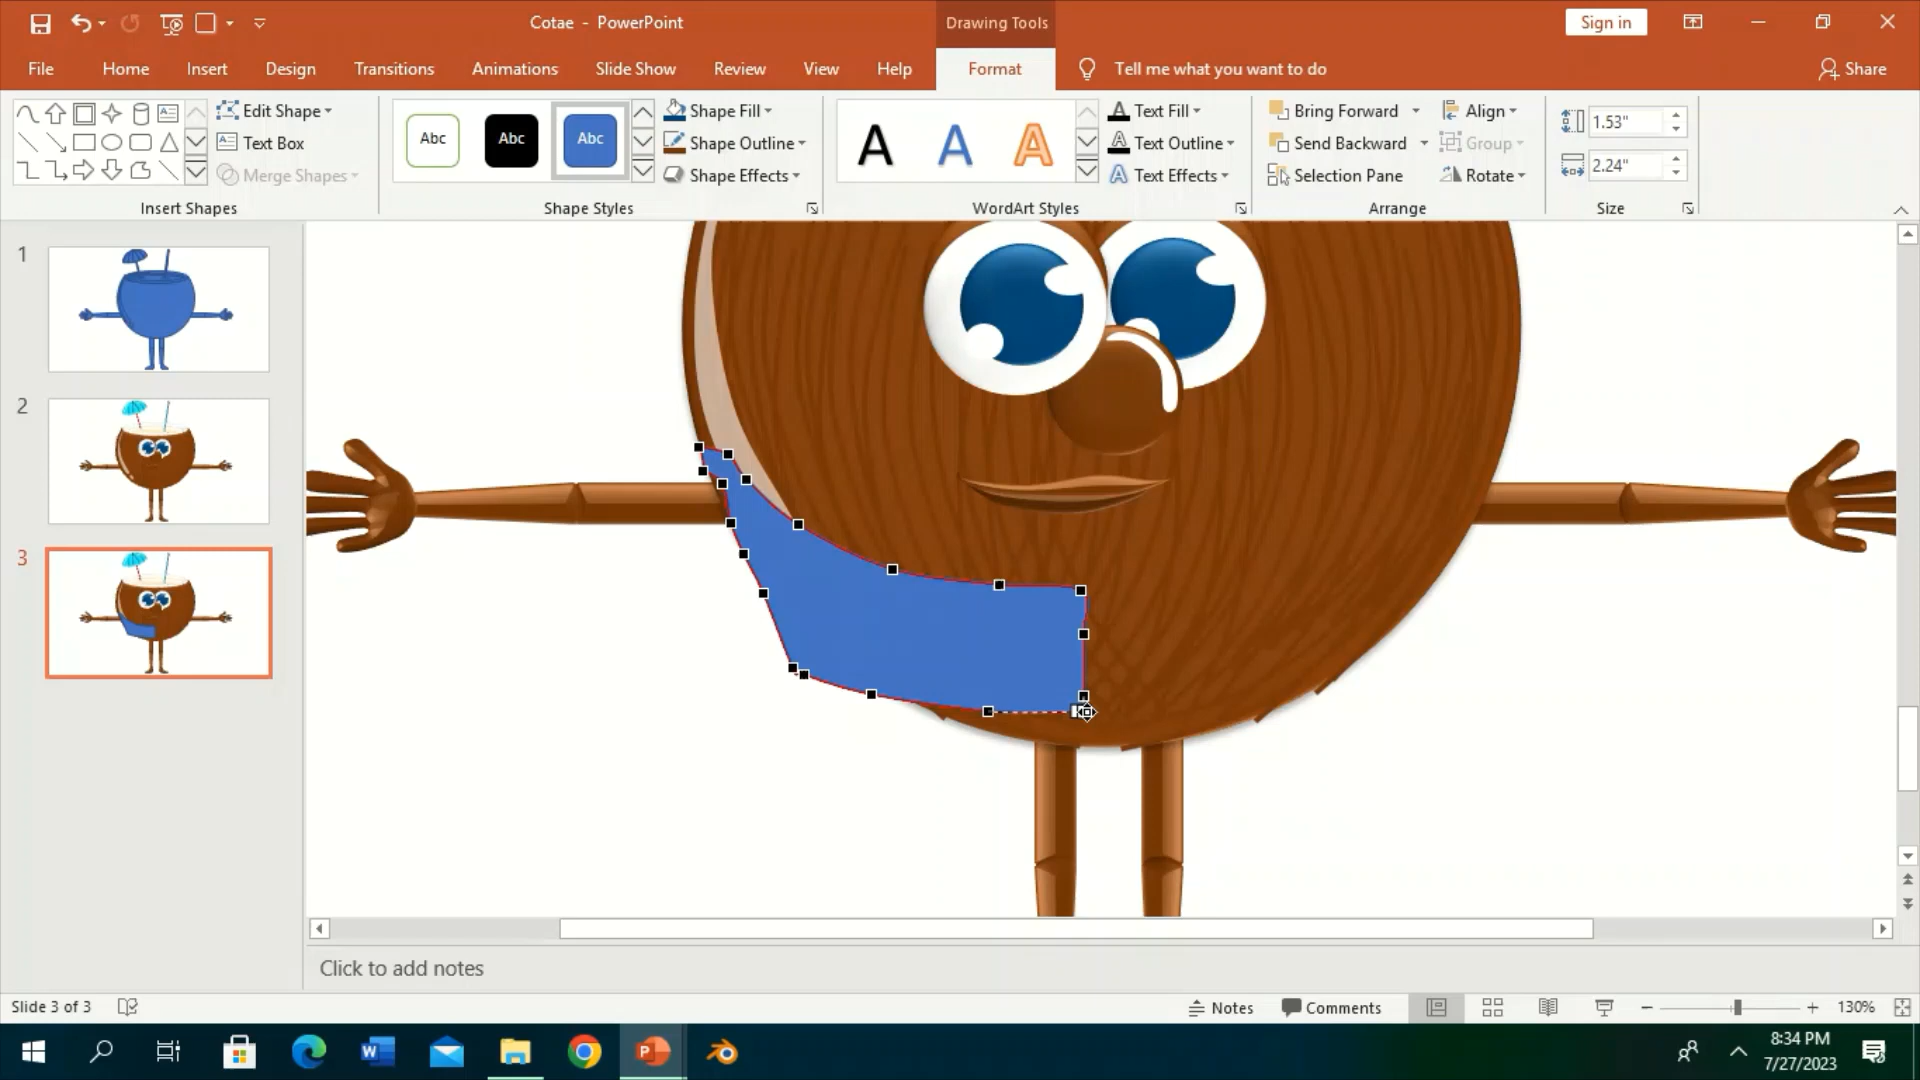 Cotae - PowerPoint
Drawing Tools
Sign in
File Home Insert Design Transitions Animations Slide Show Review View Help Format Tell me what you want to do Share
Edit Shape
Text Box
Merge Shapes
Insert Shapes
Abc Abc Abc
Shape Fill
Shape Outline
Shape Effects
Shape Styles
A A A
Text Fill
Text Outline
Text Effects
WordArt Styles
Bring Forward
Send Backward
Selection Pane
Align
Group
Rotate
Arrange
1.53"
2.24"
Size
1
2
3
Click to add notes
Slide 3 of 3
Notes Comments 130%
8:34 PM
7/27/2023